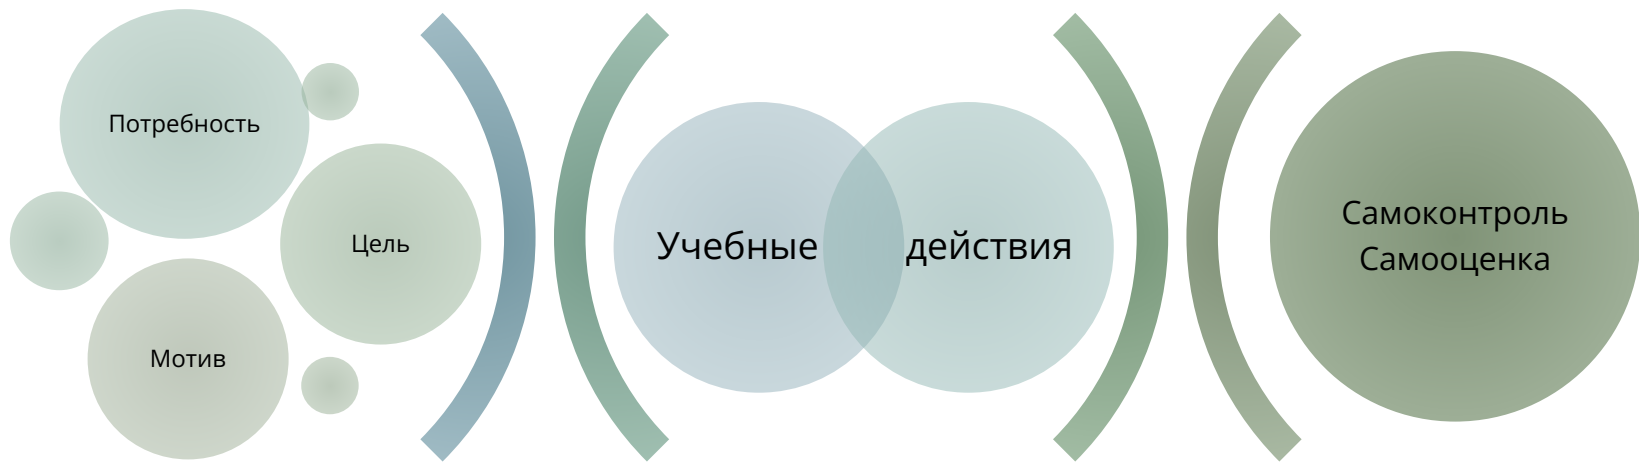 Потребность
Цель
Мотив
Учебные действия
Самоконтроль
Самооценка